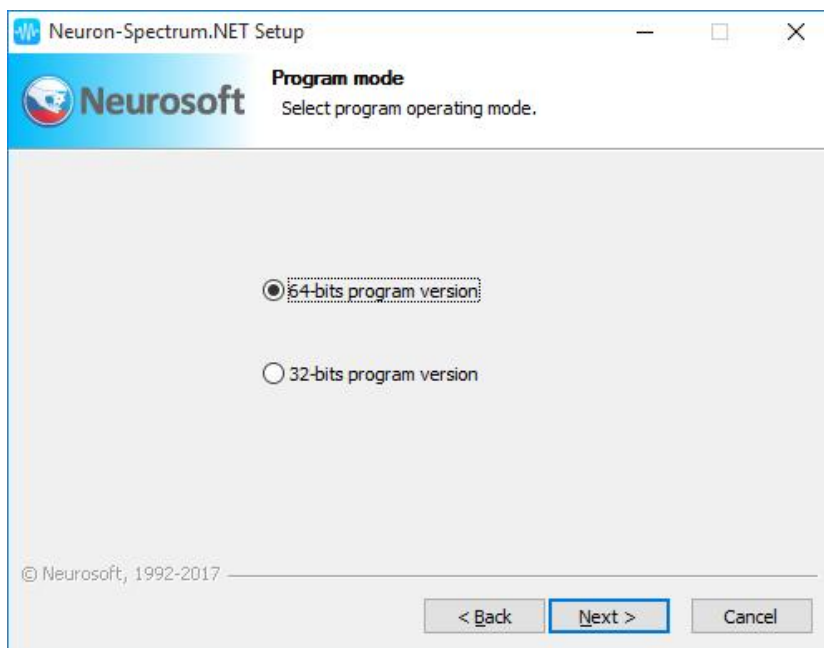 Neuron-Spectrum.NET Setup
Neurosoft
Program mode
Select program operating mode.
64-bits program version
32-bits program version
© Neurosoft, 1992-2017
< Back
Next >
Cancel